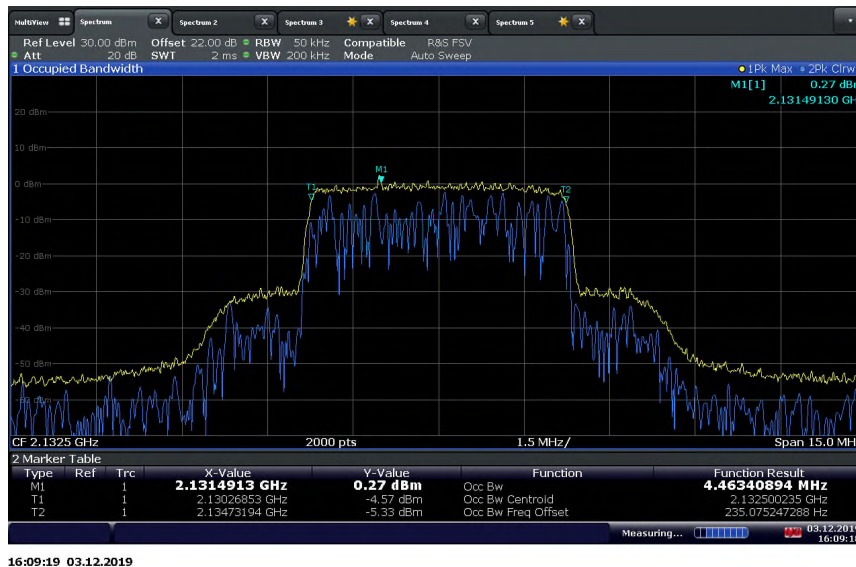 MultiView Spectrum X Spectrum 2 X Spectrum 3 X Spectrum 4 X Spectrum 5 X
Ref Level 30.00 dBm Offset 22.00 dB RBW 50 kHz Compatible R&S FSV
Att 20 dB SWT 2 ms VBW 200 kHz Mode Auto Sweep
1 Occupied Bandwidth 1Pk Max 2Pk Clrw
M1[1] 0.27 dBm
2.13149130 GH
20 dBm
10 dBm
M1
0 dBm
T1 T2
-10 dBm
-20 dBm
-30 dBm
-40 dBm
-50 dBm
-60 dBm
CF 2.1325 GHz 2000 pts 1.5 MHz/ Span 15.0 MH
2 Marker Table
Type Ref Trc X-Value Y-Value Function Function Result
M1 1 2.1314913 GHz 0.27 dBm Occ Bw 4.46340894 MHz
T1 1 2.13026853 GHz -4.57 dBm Occ Bw Centroid 2.132500235 GHz
T2 1 2.13473194 GHz -5.33 dBm Occ Bw Freq Offset 235.075247288 Hz
Measuring... 03.12.2019
16:09:18
16:09:19 03.12.2019